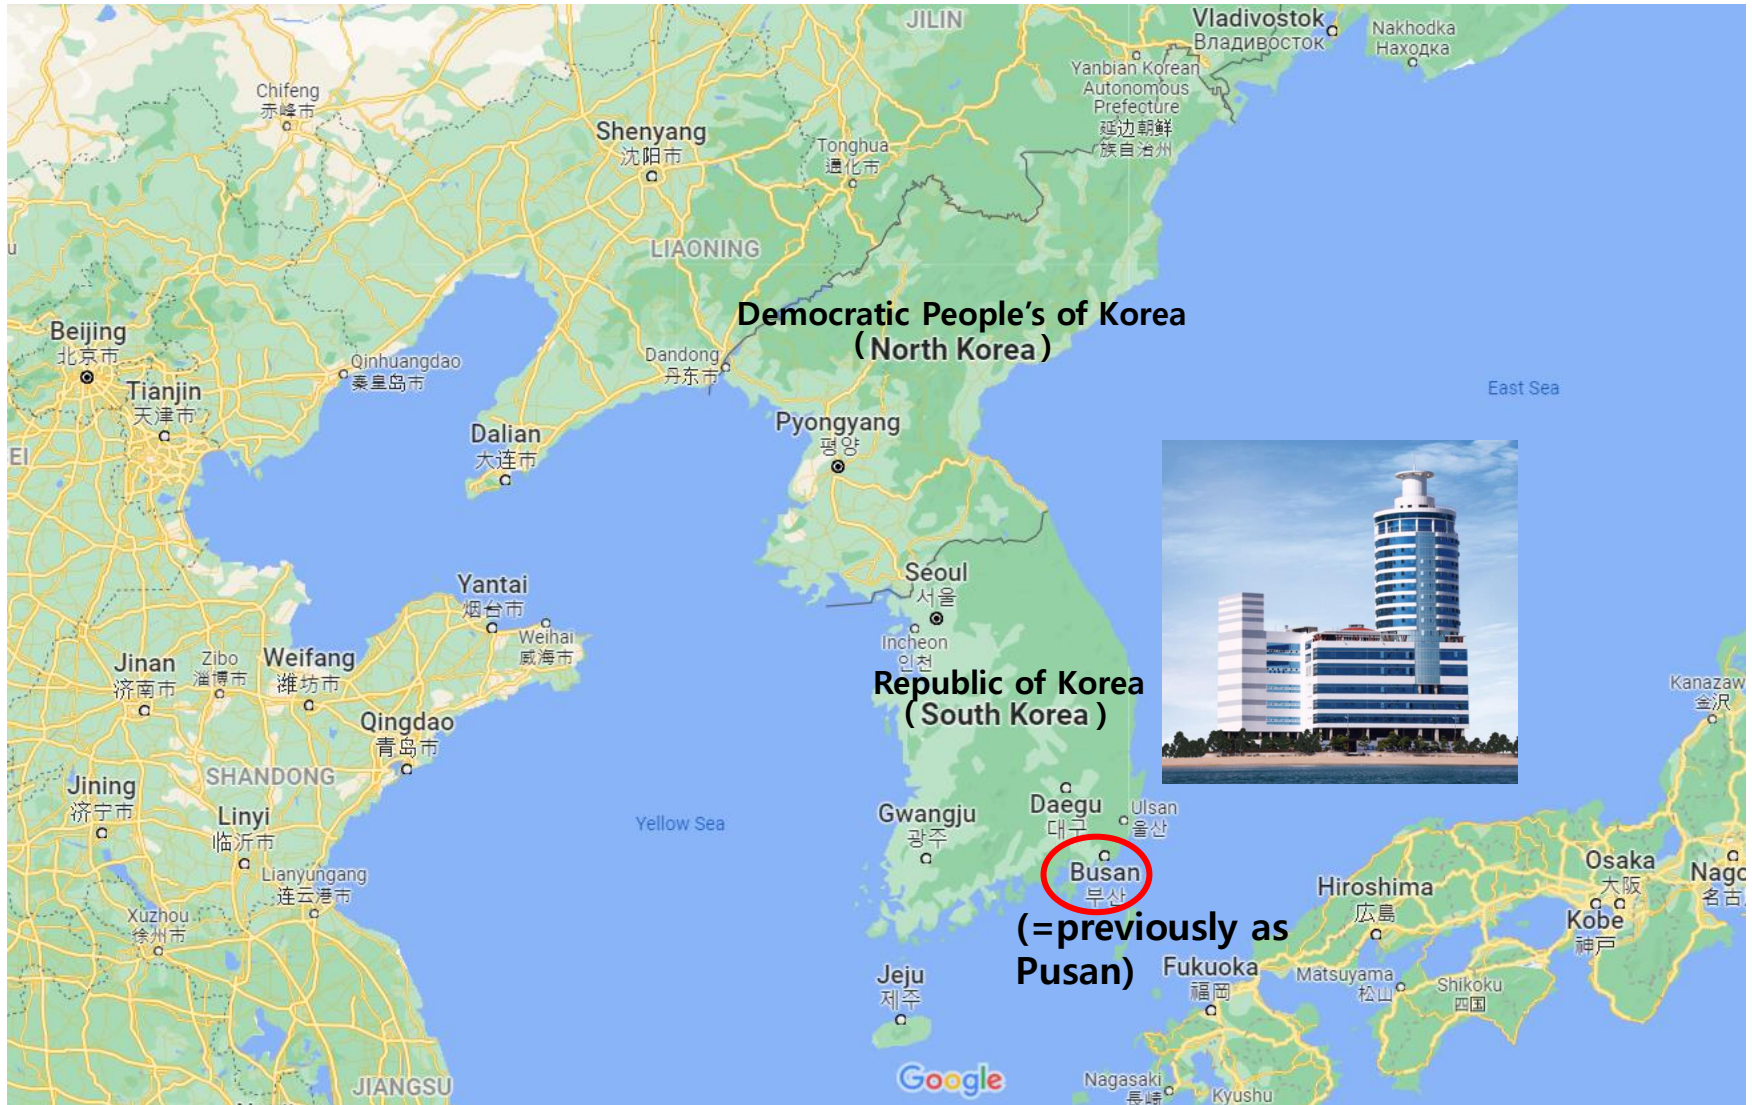 JILIN
Vladivostok
Владивосток
Nakhodka
Находка
Yanbian Korean
Autonomous
Prefecture
延边朝鲜
族自治州
Chifeng
赤峰市
Shenyang
沈阳市
Tonghua
通化市
LIAONING
Democratic People's of Korea
(North Korea)
Beijing
北京市
Qinhuangdao
秦皇岛市
Dandong
丹东市
Tianjin
天津市
East Sea
EI
Dalian
大连市
Pyongyang
평양
Seoul
서울
Yantai
烟台市
Weihai
威海市
Incheon
인천
Jinan
济南市
Zibo
淄博市
Weifang
潍坊市
Republic of Korea
(South Korea)
Kanazaw
金沢
Qingdao
青岛市
SHANDONG
Jining
济宁市
Linyi
临沂市
Yellow Sea
Gwangju
광주
Daegu
대구
Ulsan
울산
Busan
부산
(=previously as
Pusan)
Lianyungang
连云港市
Xuzhou
徐州市
Hiroshima
広島
Osaka
大阪
Nago
名古
Kobe
神戸
Jeju
제주
Fukuoka
福岡
Matsuyama
松山
Shikoku
四国
Google
JIANGSU
Nagasaki
長崎
Kyushu